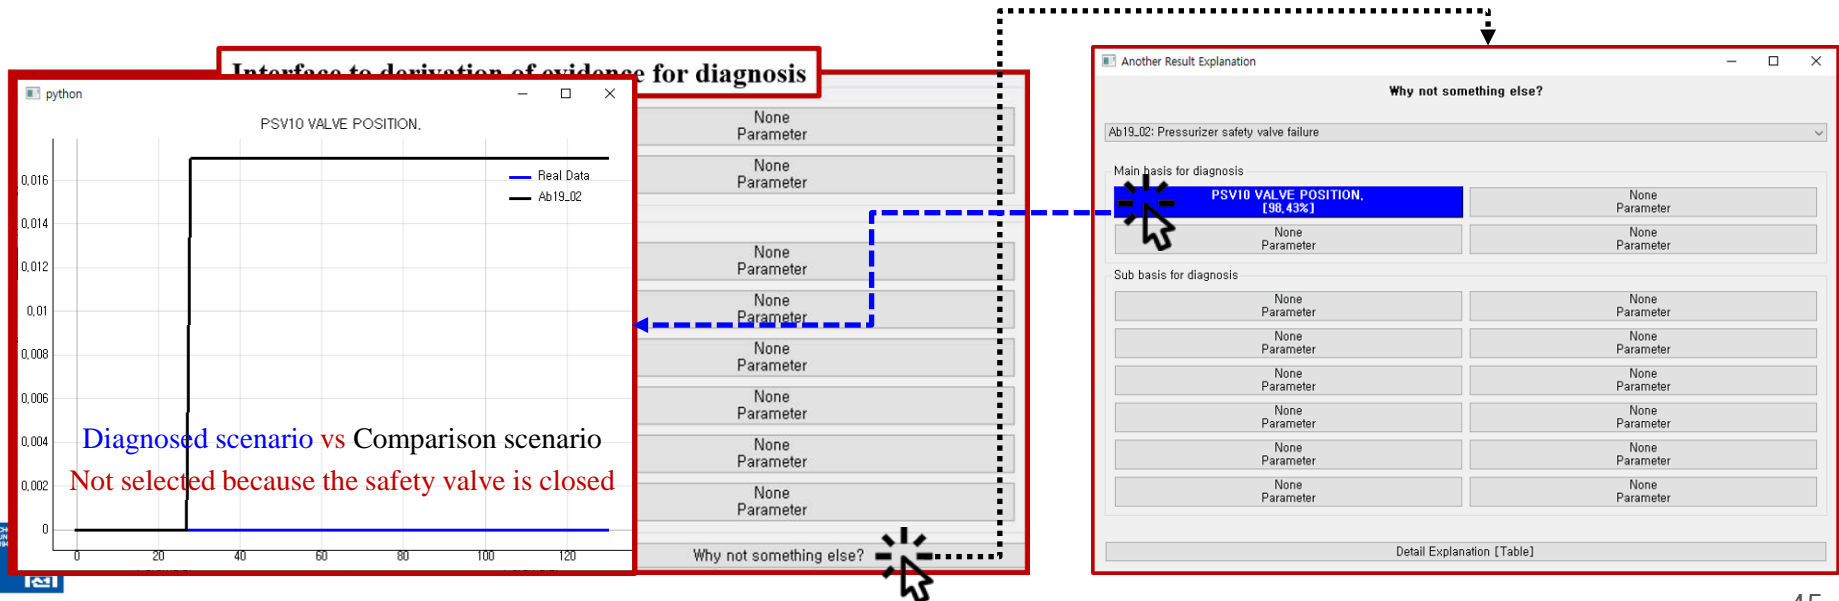 Interface to derivation of evidence for diagnosis
python
PSV10 VALVE POSITION.
0,016
0,014
0,012
0,01
0,008
0,006
0,004
0,002
0
0
20
40
60
80
100
120
Real Data
Ab19_02
Diagnosed scenario vs Comparison scenario
Not selected because the safety valve is closed
None
Parameter
None
Parameter
None
Parameter
None
Parameter
None
Parameter
None
Parameter
None
Parameter
None
Parameter
Why not something else?
Another Result Explanation
Why not something else?
Ab19_02: Pressurizer safety valve failure
Main basis for diagnosis
PSV10 VALVE POSITION.
[98,43%]
None
Parameter
None
Parameter
None
Parameter
Sub basis for diagnosis
None
Parameter
None
Parameter
None
Parameter
None
Parameter
None
Parameter
None
Parameter
None
Parameter
None
Parameter
None
Parameter
None
Parameter
None
Parameter
None
Parameter
Detail Explanation [Table]